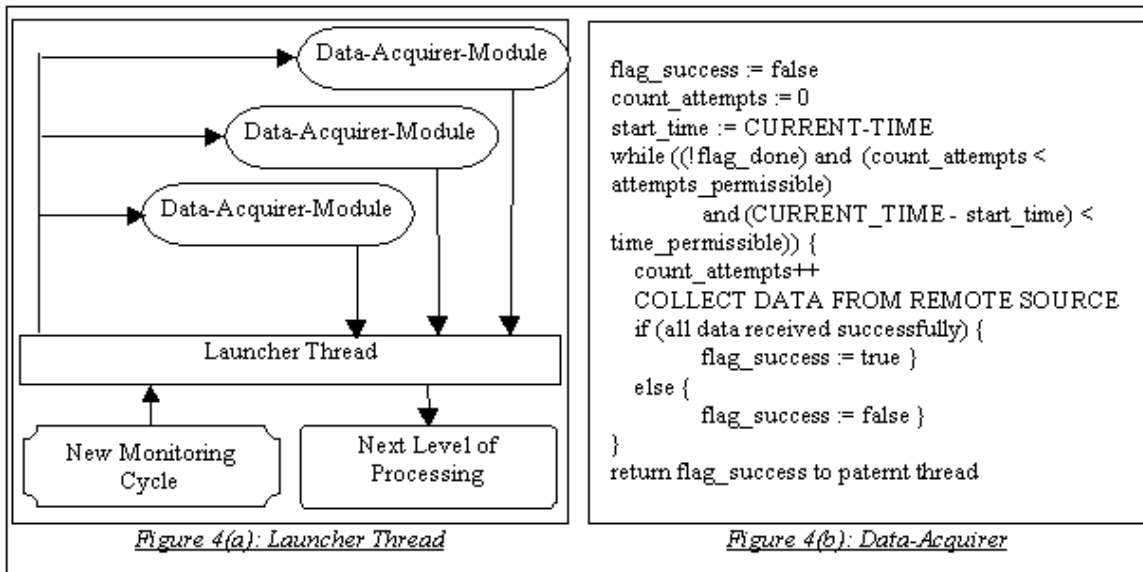 Data-Acquirer-Module
Data-Acquirer-Module
Data-Acquirer-Module
Launcher Thread
New Monitoring
Cycle
Next Level of
Processing
Figure 4(a): Launcher Thread
flag_success := false
count_attempts := 0
start_time := CURRENT-TIME
while ((!flag_done) and (count_attempts <
attempts_permissible)
and (CURRENT_TIME - start_time) <
time_permissible)) {
count_attempts++
COLLECT DATA FROM REMOTE SOURCE
if (all data received successfully) {
flag_success := true }
else {
flag_success := false }
}
return flag_success to paternt thread
Figure 4(b): Data-Acquirer